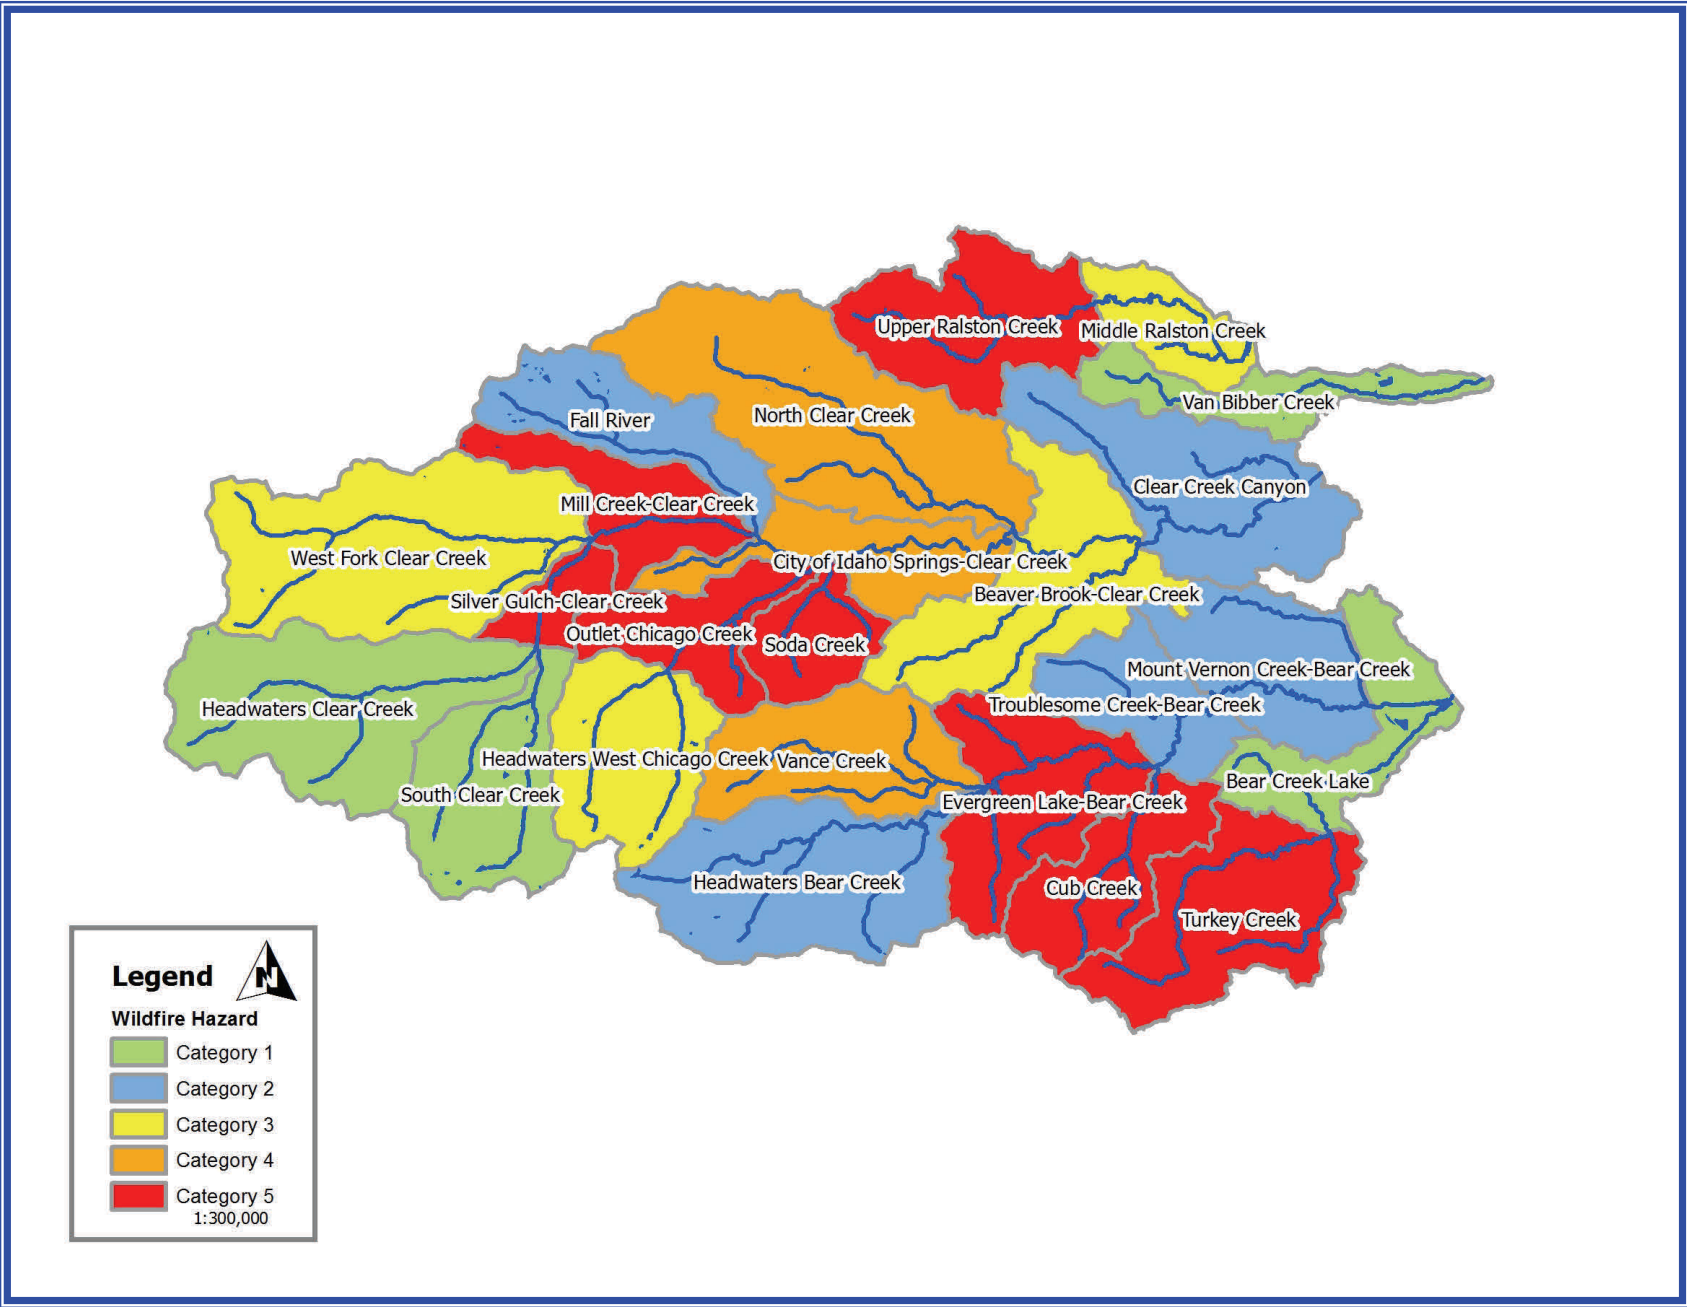 Upper Ralston Creek
Middle Ralston Creek
Van Bibber Creek
North Clear Creek
Fall River
Clear Creek Canyon
Mill Creek-Clear Creek
West Fork Clear Creek
City of Idaho Springs-Clear Creek
Beaver Brook-Clear Creek
Silver Gulch-Clear Creek
Outlet Chicago Creek
Soda Creek
Mount Vernon Creek-Bear Creek
Headwaters Clear Creek
Troublesome Creek-Bear Creek
Headwaters West Chicago Creek
Vance Creek
Bear Creek Lake
South Clear Creek
Evergreen Lake-Bear Creek
Headwaters Bear Creek
Cub Creek
Turkey Creek
Legend
N
Wildfire Hazard
Category 1
Category 2
Category 3
Category 4
Category 5
1:300,000